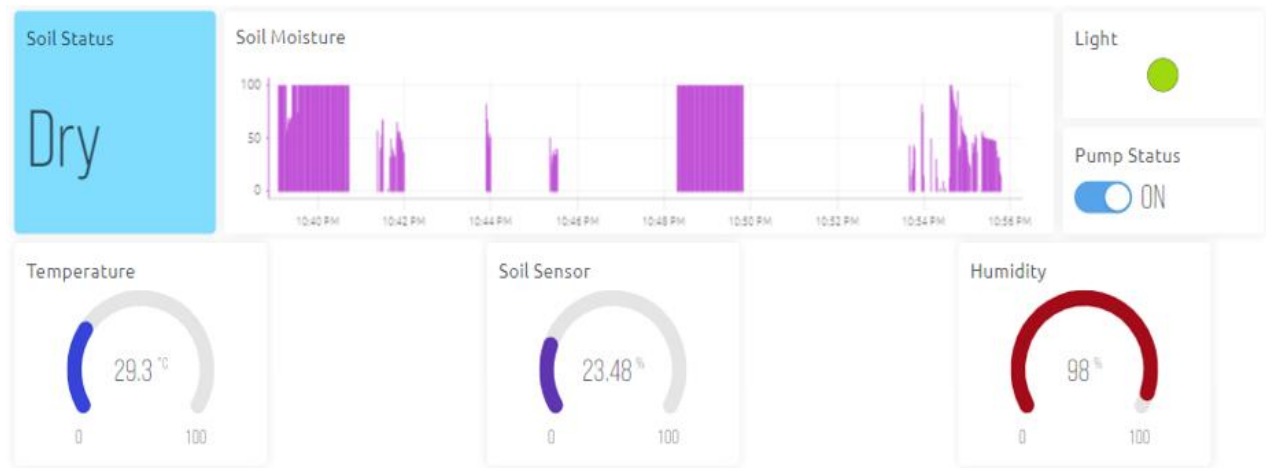 Soil Status
Dry
Soil Moisture
100
50
0
10:40 PM
10:42 PM
10:44 PM
10:46 PM
10:48 PM
10:50 PM
10:52 PM
10:54 PM
10:56 PM
Light
Pump Status
ON
Temperature
29.3 °C
0
100
Soil Sensor
23.48 %
0
100
Humidity
98 %
0
100